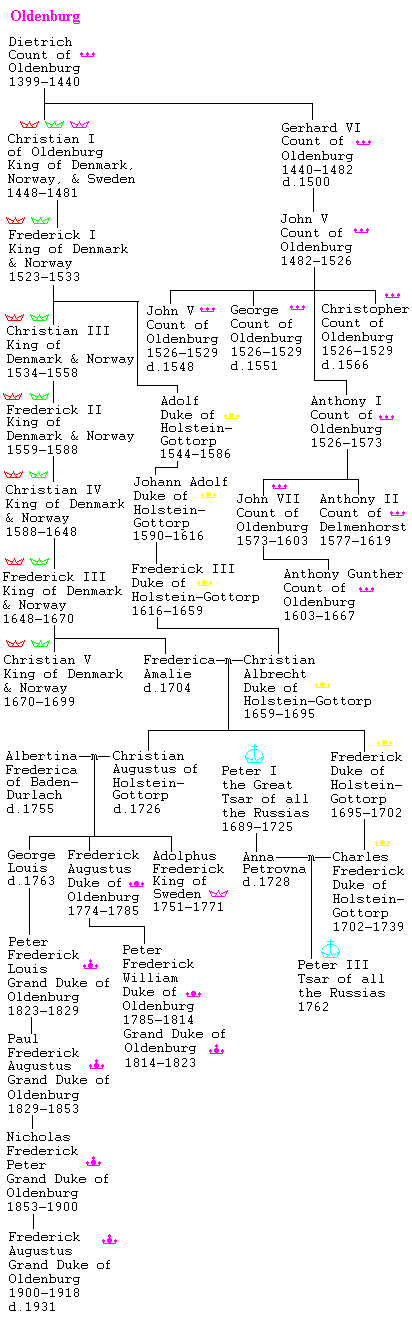 Oldenburg
Dietrich
Count of
Oldenburg
1399-1440
Christian I
of Oldenburg
King of Denmark,
Norway, & Sweden
1448-1481
Gerhard VI
Count of
Oldenburg
1440-1482
d.1500
Frederick I
King of Denmark
& Norway
1523-1533
John V
Count of
Oldenburg
1482-1526
Christian III
King of
Denmark & Norway
1534-1558
John V
Count of
Oldenburg
1526-1529
d.1548
George
Count of
Oldenburg
1526-1529
d.1551
Christopher
Count of
Oldenburg
1526-1529
d.1566
Frederick II
King of
Denmark & Norway
1559-1588
Adolf
Duke of
Holstein-
Gottorp
1544-1586
Anthony I
Count of
Oldenburg
1526-1573
Christian IV
King of Denmark
& Norway
1588-1648
Johann Adolf
Duke of
Holstein-
Gottorp
1590-1616
John VII
Count of
Oldenburg
1573-1603
Anthony II
Count of
Delmenhorst
1577-1619
Frederick III
King of Denmark
& Norway
1648-1670
Frederick III
Duke of
Holstein-Gottorp
1616-1659
Anthony Gunther
Count of
Oldenburg
1603-1667
Christian V
King of Denmark
& Norway
1670-1699
Frederica
Amalie
d.1704
Christian
Albrecht
Duke of
Holstein-Gottorp
1659-1695
Albertina
Frederica
of Baden-
Durlach
d.1755
Christian
Augustus of
Holstein-
Gottorp
d.1726
Peter I
the Great
Tsar of all
the Russias
1689-1725
Frederick
Duke of
Holstein-
Gottorp
1695-1702
George
Louis
d.1763
Frederick
Augustus
Duke of
Oldenburg
1774-1785
Adolphus
Frederick
King of
Sweden
1751-1771
Anna
Petrovna
d.1728
Charles
Frederick
Duke of
Holstein-
Gottorp
1702-1739
Peter
Frederick
Louis
Grand Duke of
Oldenburg
1823-1829
Peter
Frederick
William
Duke of
Oldenburg
1785-1814
Grand Duke of
Oldenburg
1814-1823
Peter III
Tsar of all
the Russias
1762
Paul
Frederick
Augustus
Grand Duke of
Oldenburg
1829-1853
Nicholas
Frederick
Peter
Grand Duke of
Oldenburg
1853-1900
Frederick
Augustus
Grand Duke of
Oldenburg
1900-1918
d.1931